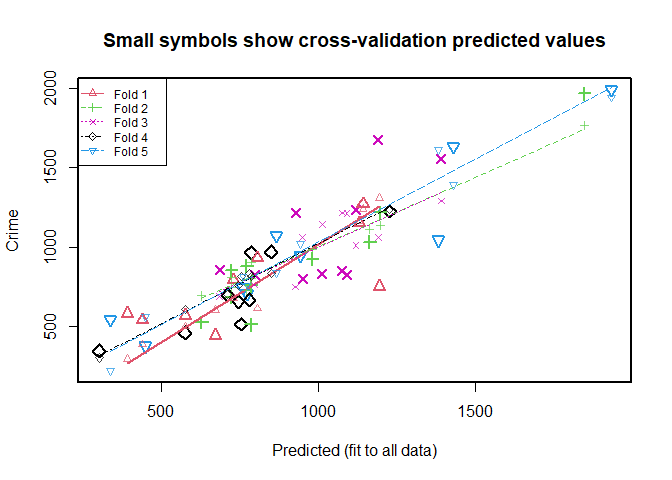 Small symbols show cross-validation predicted values
Fold 1
Fold 2
Fold 3
Fold 4
Fold 5
2000
1500
1000
500
Crime
500 1000 1500
Predicted (fit to all data)